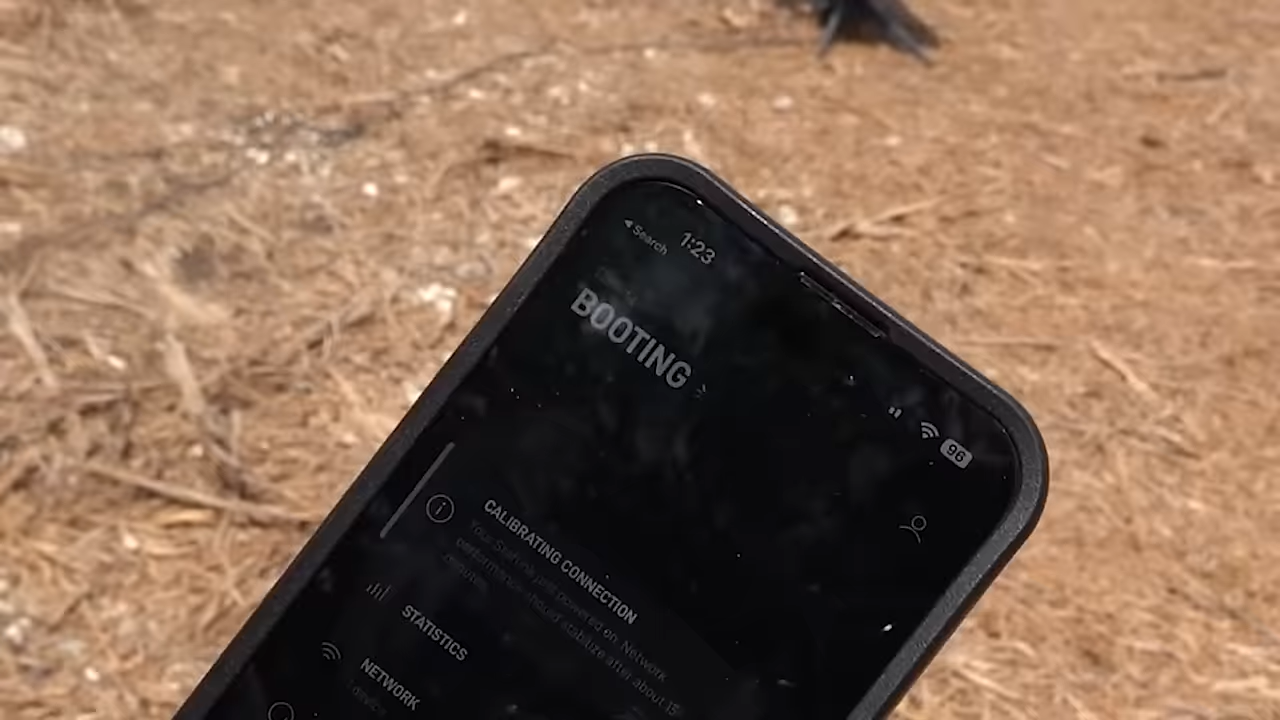 ◀ Search
1:23
96
BOOTING
CALIBRATING CONNECTION
Your Starlink just powered on. Network
performance should stabilize after about 15
minutes.
STATISTICS
NETWORK